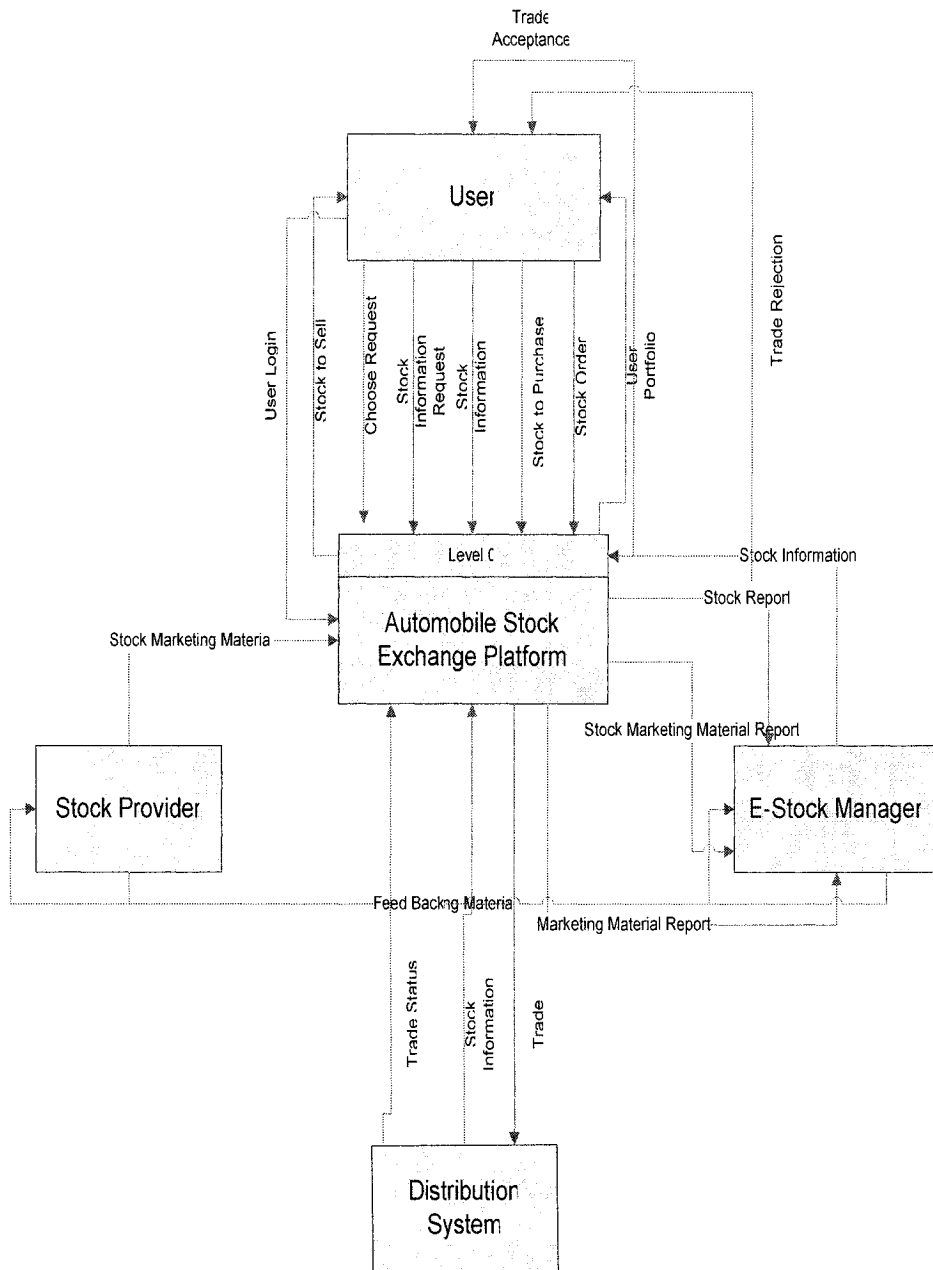 Trade
Acceptance
User
User Login
Stock to Sell
Choose Request
Stock
Information
Request
Stock
Information
Stock to Purchase
Stock Order
User
Portfolio
Trade Rejection
Level 0
Stock Information
Stock Report
Automobile Stock
Exchange Platform
Stock Marketing Materia
Stock Marketing Material Report
Stock Provider
E-Stock Manager
Feed Backng Materia
Marketing Material Report
Trade Status
Stock
Information
Trade
Distribution
System